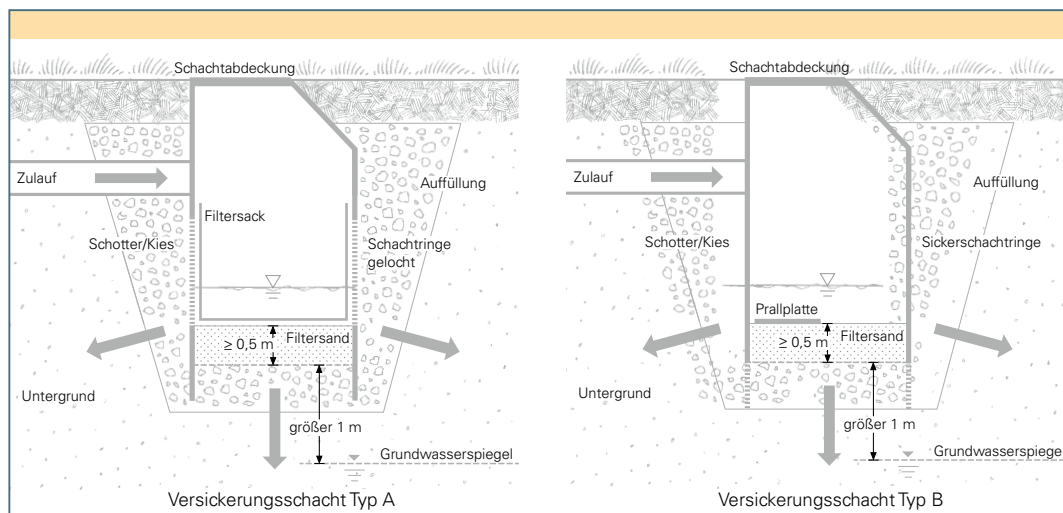 Schachtabdeckung
Zulauf
Auffüllung
Filtersack
Schotter/Kies
Schachtringe
gelocht
Filtersand
≥ 0,5 m
Untergrund
größer 1 m
Grundwasserspiegel
Versickerungsschacht Typ A
Schachtabdeckung
Zulauf
Auffüllung
Schotter/Kies
Sickerschachtringe
Prallplatte
Filtersand
≥ 0,5 m
Untergrund
größer 1 m
Grundwasserspiegel
Versickerungsschacht Typ B